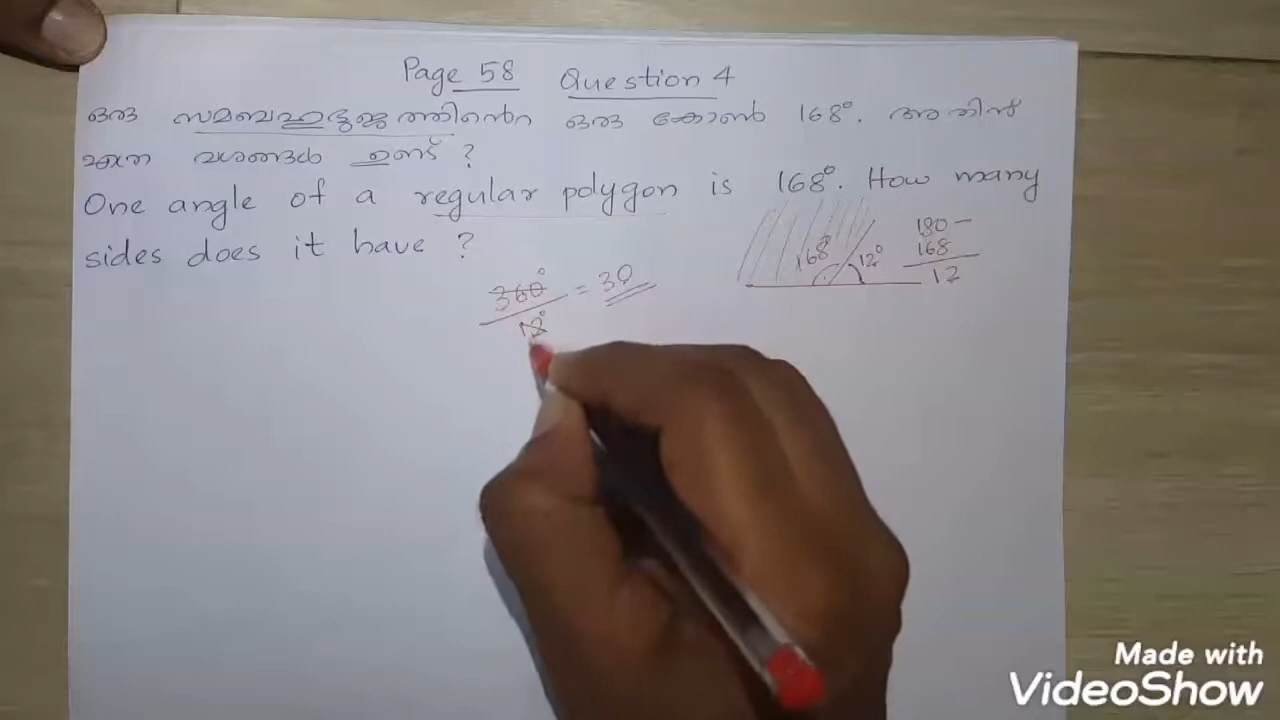 Page 58 Question 4
ഒരു സമബഹുഭുജത്തിന്റെ ഒരു കോൺ 168°. അതിന്
എത്ര വശങ്ങൾ ഉണ്ട് ?
One angle of a regular polygon is 168°. How many
sides does it have ?
360° / 12° = 30
168 12°
180 -
168
12
Made with
VideoShow